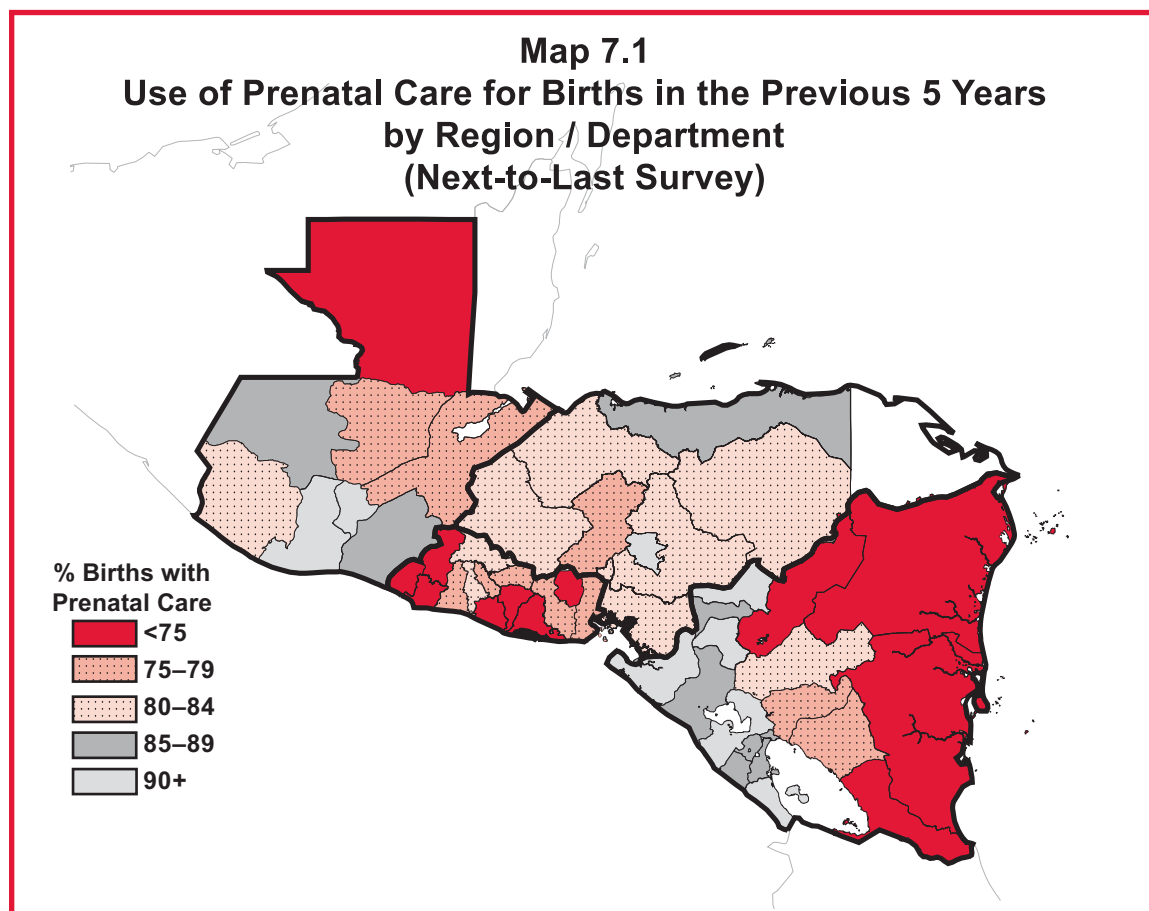 Map 7.1
Use of Prenatal Care for Births in the Previous 5 Years
by Region / Department
(Next-to-Last Survey)
% Births with
Prenatal Care
<75
75–79
80–84
85–89
90+